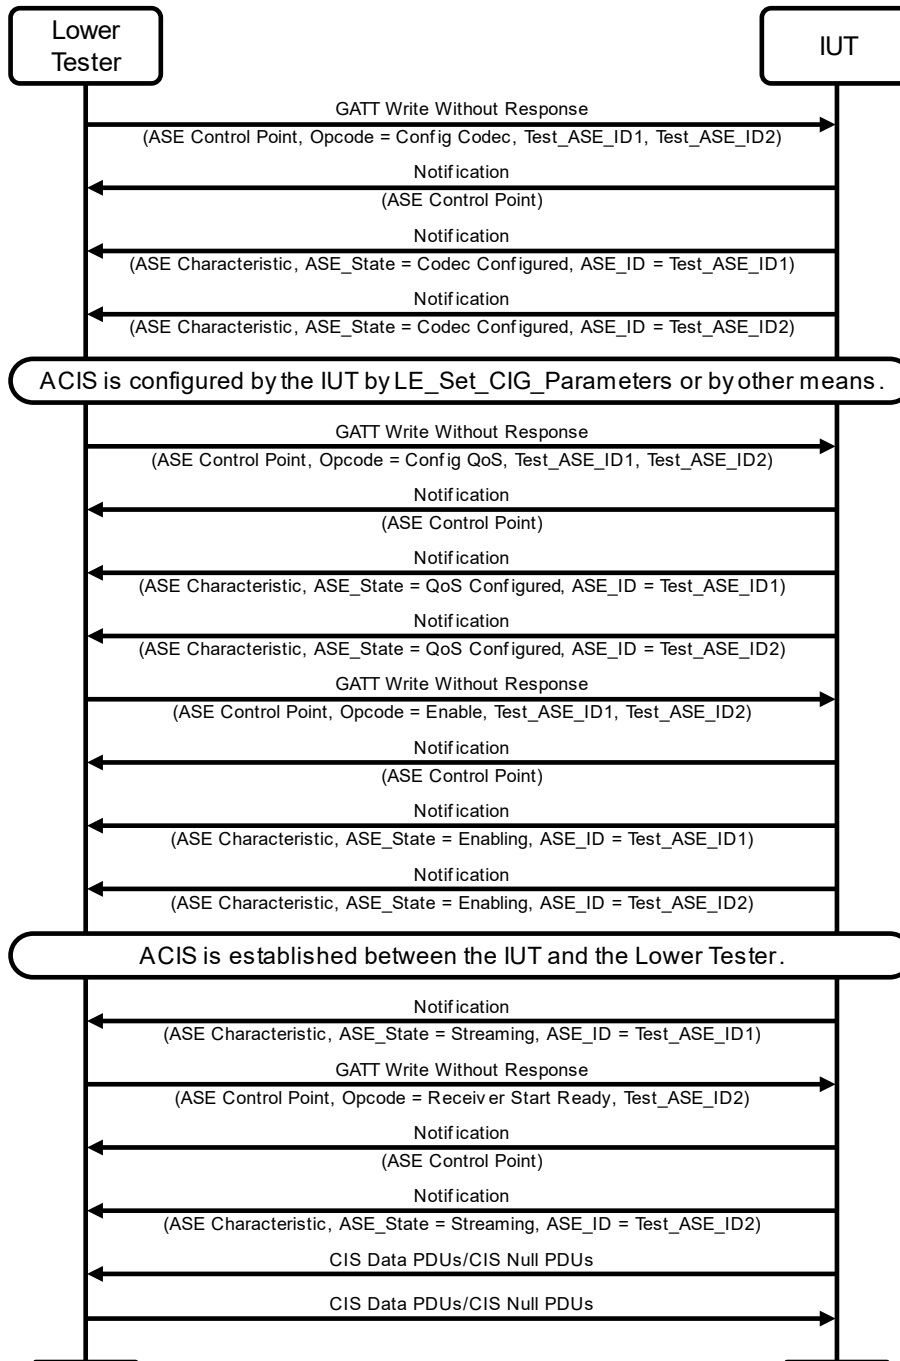 Lower
Tester
IUT
GATT Write Without Response
(ASE Control Point, Opcode = Config Codec, Test_ASE_ID1, Test_ASE_ID2)
Notification
(ASE Control Point)
Notification
(ASE Characteristic, ASE_State = Codec Configured, ASE_ID = Test_ASE_ID1)
Notification
(ASE Characteristic, ASE_State = Codec Configured, ASE_ID = Test_ASE_ID2)
A CIS is configured by the IUT by LE_Set_CIG_Parameters or by other means.
GATT Write Without Response
(ASE Control Point, Opcode = Config QoS, Test_ASE_ID1, Test_ASE_ID2)
Notification
(ASE Control Point)
Notification
(ASE Characteristic, ASE_State = QoS Configured, ASE_ID = Test_ASE_ID1)
Notification
(ASE Characteristic, ASE_State = QoS Configured, ASE_ID = Test_ASE_ID2)
GATT Write Without Response
(ASE Control Point, Opcode = Enable, Test_ASE_ID1, Test_ASE_ID2)
Notification
(ASE Control Point)
Notification
(ASE Characteristic, ASE_State = Enabling, ASE_ID = Test_ASE_ID1)
Notification
(ASE Characteristic, ASE_State = Enabling, ASE_ID = Test_ASE_ID2)
A CIS is established between the IUT and the Lower Tester.
Notification
(ASE Characteristic, ASE_State = Streaming, ASE_ID = Test_ASE_ID1)
GATT Write Without Response
(ASE Control Point, Opcode = Receiver Start Ready, Test_ASE_ID2)
Notification
(ASE Control Point)
Notification
(ASE Characteristic, ASE_State = Streaming, ASE_ID = Test_ASE_ID2)
CIS Data PDUs/CIS Null PDUs
CIS Data PDUs/CIS Null PDUs